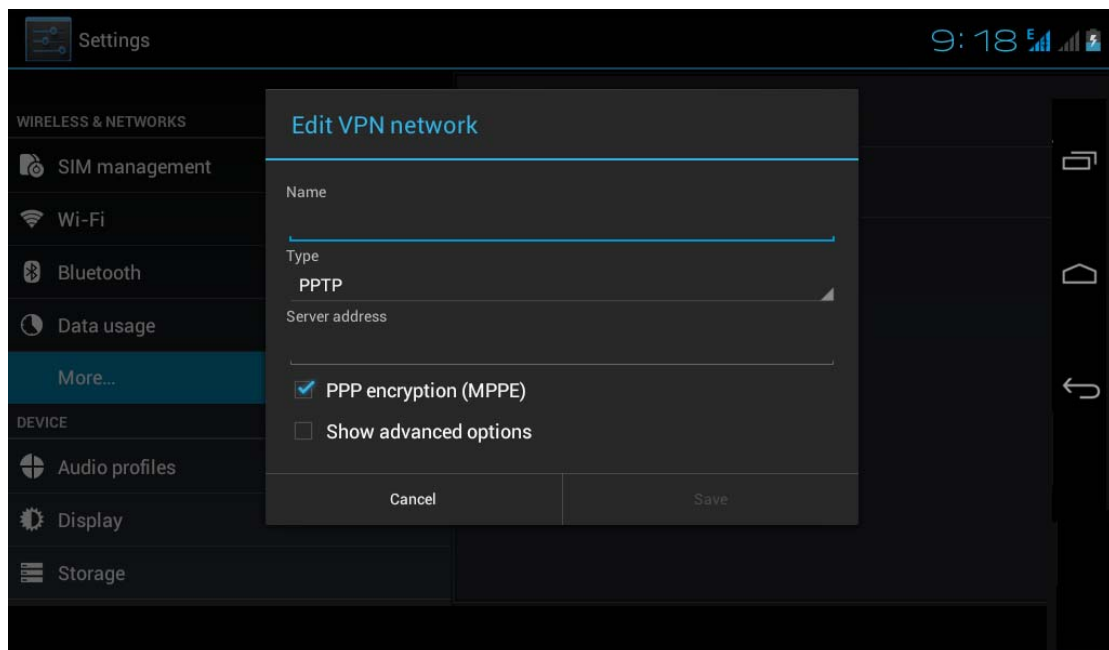 Settings
9:18 E
WIRELESS & NETWORKS
SIM management
Wi-Fi
Bluetooth
Data usage
More...
DEVICE
Audio profiles
Display
Storage
Edit VPN network
Name
Type
PPTP
Server address
PPP encryption (MPPE)
Show advanced options
Cancel
Save